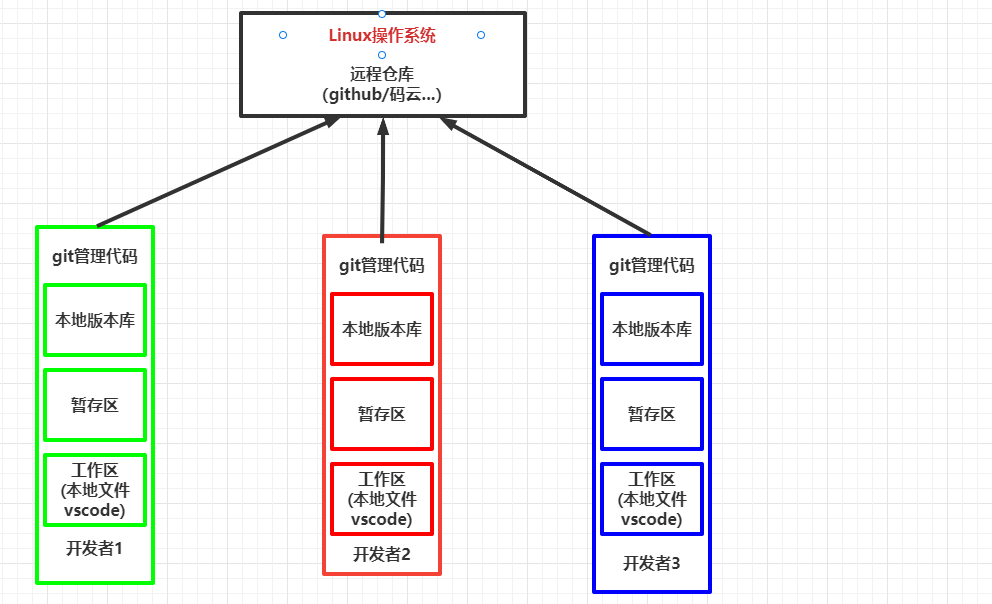 Linux操作系统
远程仓库
(github/码云...)
git管理代码
本地版本库
暂存区
工作区
(本地文件
vscode)
开发者1
git管理代码
本地版本库
暂存区
工作区
(本地文件
vscode)
开发者2
git管理代码
本地版本库
暂存区
工作区
(本地文件
vscode)
开发者3